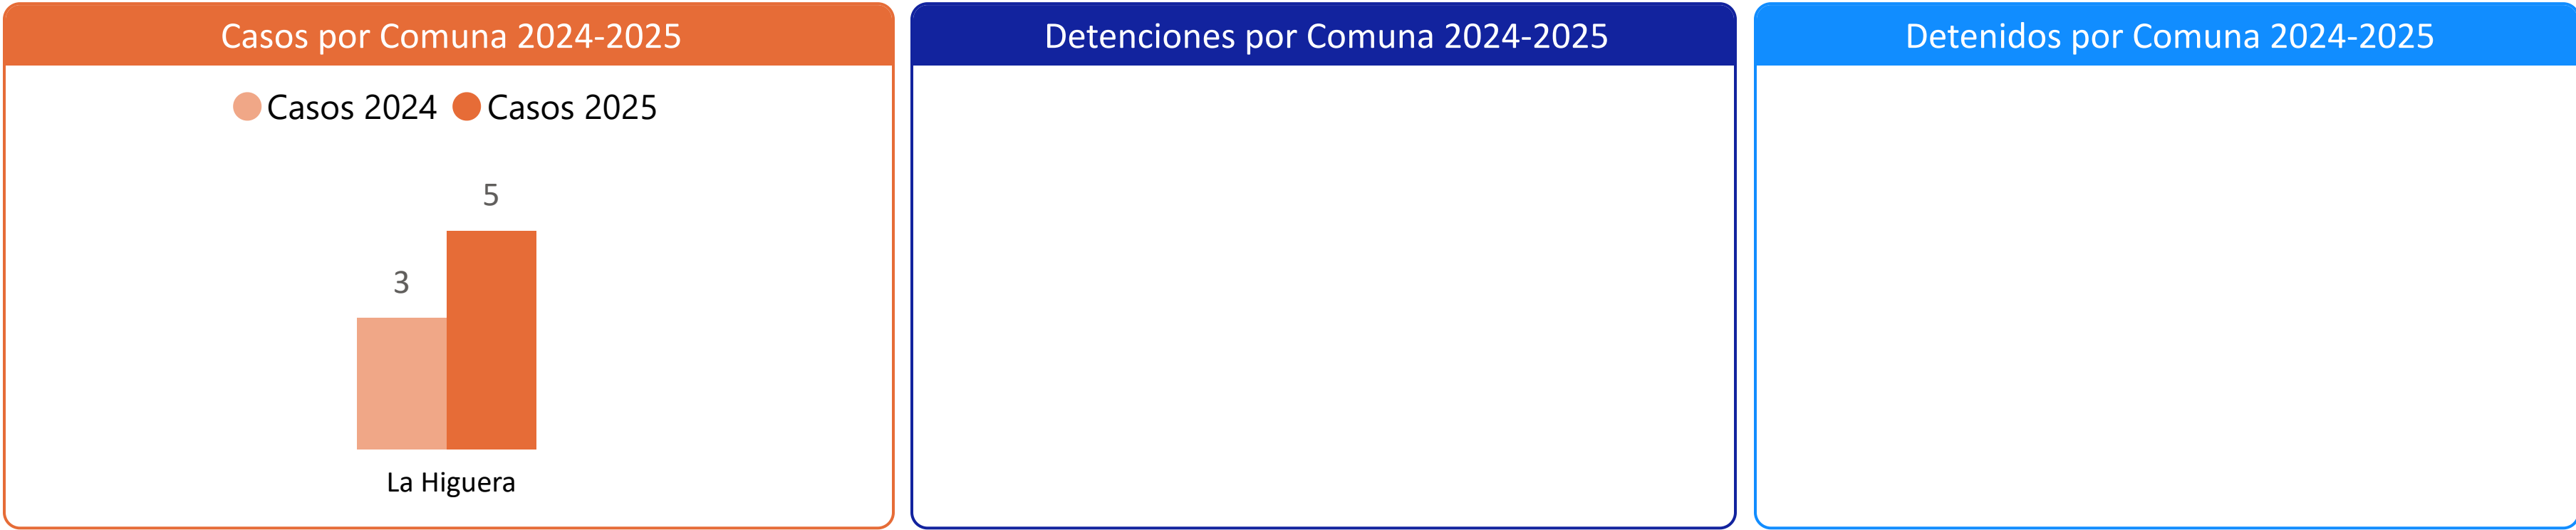 Casos por Comuna 2024-2025
Casos 2024 Casos 2025
5
3
La Higuera
Detenciones por Comuna 2024-2025
Detenidos por Comuna 2024-2025